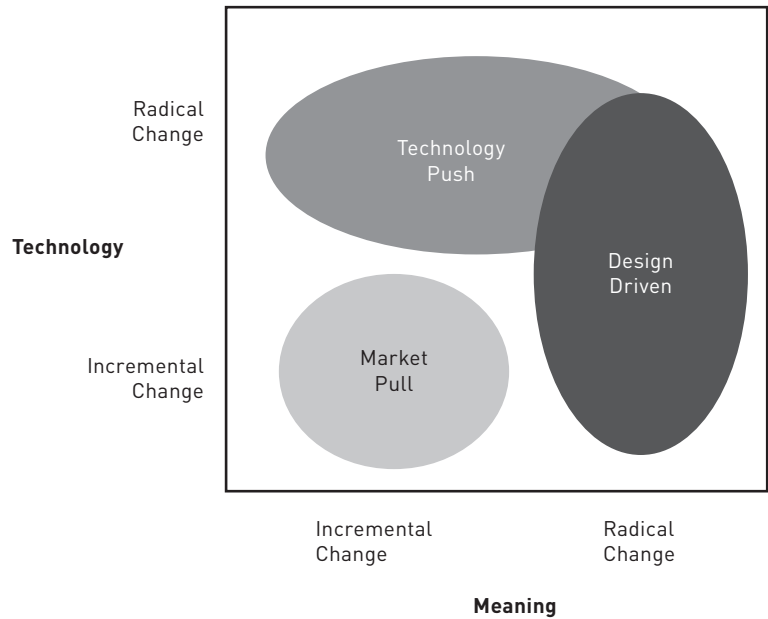 Radical
Change
Technology
Push
Technology
Design
Driven
Market
Pull
Incremental
Change
Incremental
Change
Radical
Change
Meaning